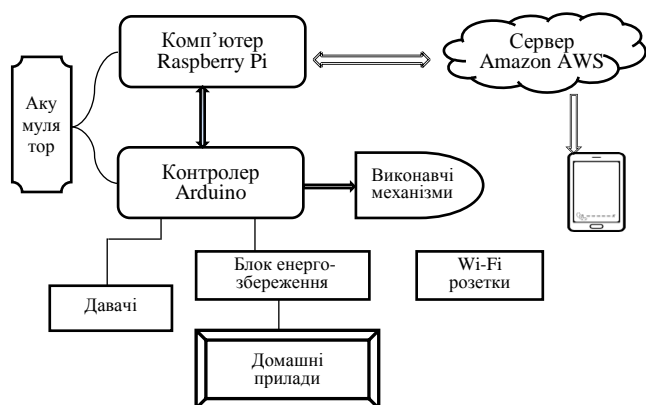 Комп’ютер
Raspberry Pi
Сервер
Amazon AWS
Аку
муля
тор
Контролер
Arduino
Виконавчі
механізми
Блок енерго-
збереження
Wi-Fi
розетки
Давачі
Домашні
прилади